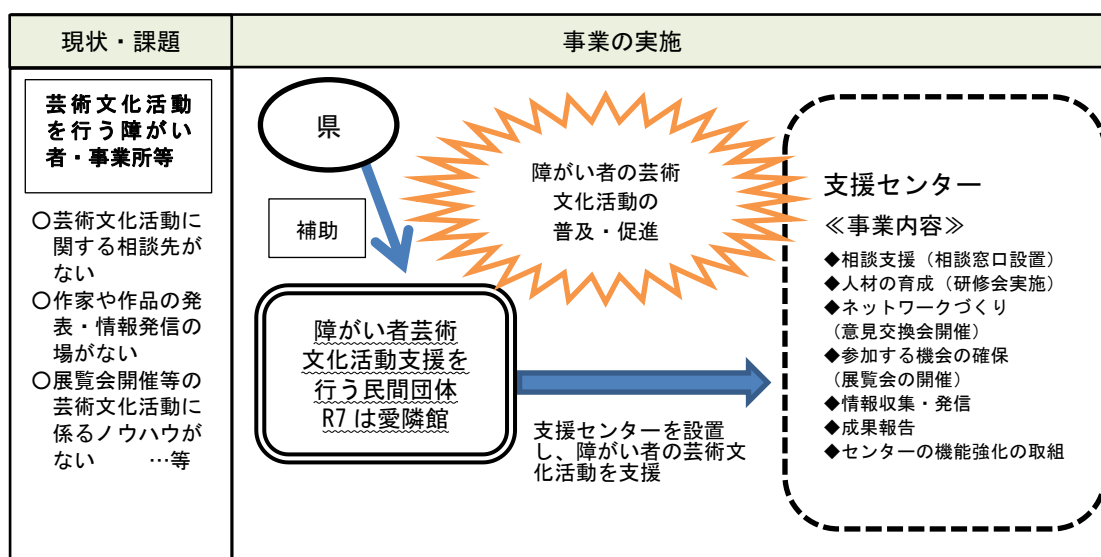 現状・課題
事業の実施
芸術文化活動
を行う障がい
者・事業所等
〇芸術文化活動に
関する相談先が
ない
〇作家や作品の発
表・情報発信の
場がない
〇展覧会開催等の
芸術文化活動に
係るノウハウが
ない　　…等
県
補助
障がい者の芸術
文化活動の
普及・促進
障がい者芸術
文化活動支援を
行う民間団体
R7 は愛隣館
支援センターを設置
し、障がい者の芸術文
化活動を支援
支援センター
≪事業内容≫
◆相談支援（相談窓口設置）
◆人材の育成（研修会実施）
◆ネットワークづくり
（意見交換会開催）
◆参加する機会の確保
（展覧会の開催）
◆情報収集・発信
◆成果報告
◆センターの機能強化の取組